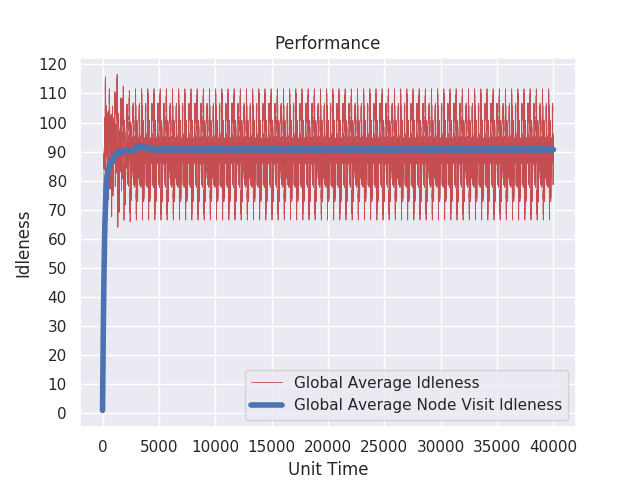 Performance
120
110
100
90
80
70
60
50
40
30
20
10
0
Idleness
Global Average Idleness
Global Average Node Visit Idleness
0 5000 10000 15000 20000 25000 30000 35000 40000
Unit Time